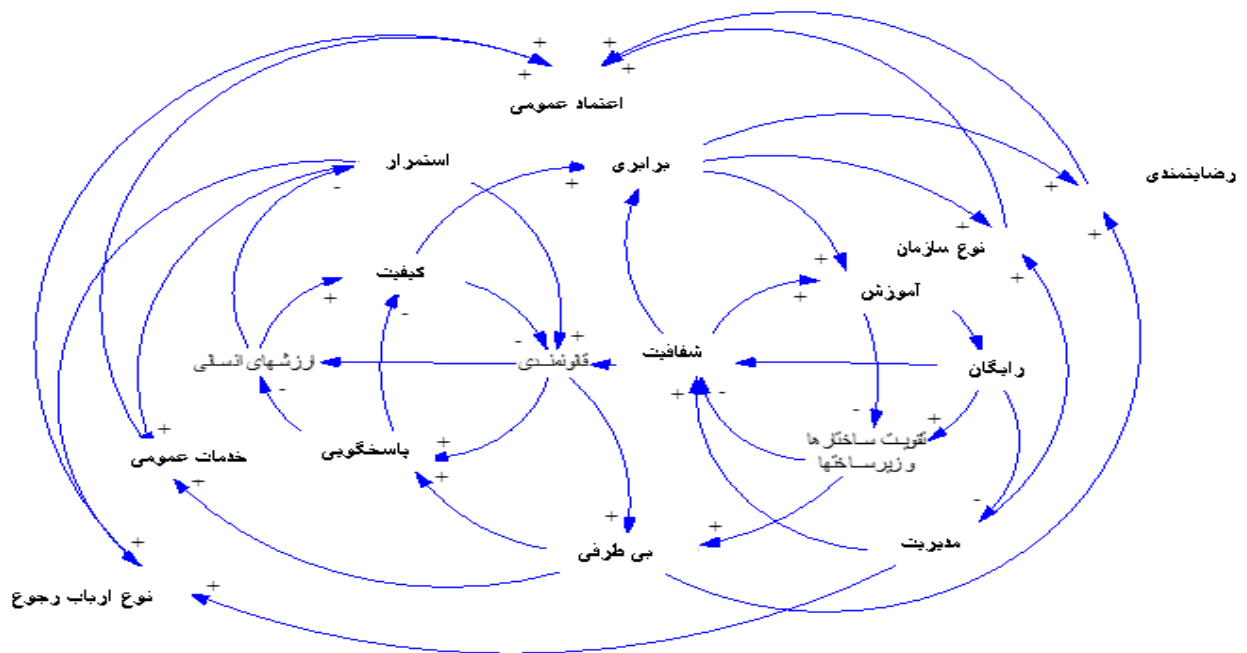 اعتماد عمومی
استمرار
برابری
رضایتمندی
نوع سازمان
کیفیت
آموزش
ارزشهای انسانی
قانونمندی
شفافیت
رایگان
خدمات عمومی
پاسخگویی
تقویت ساختارها
و زیرساختها
بی طرفی
مدیریت
نوع ارباب رجوع